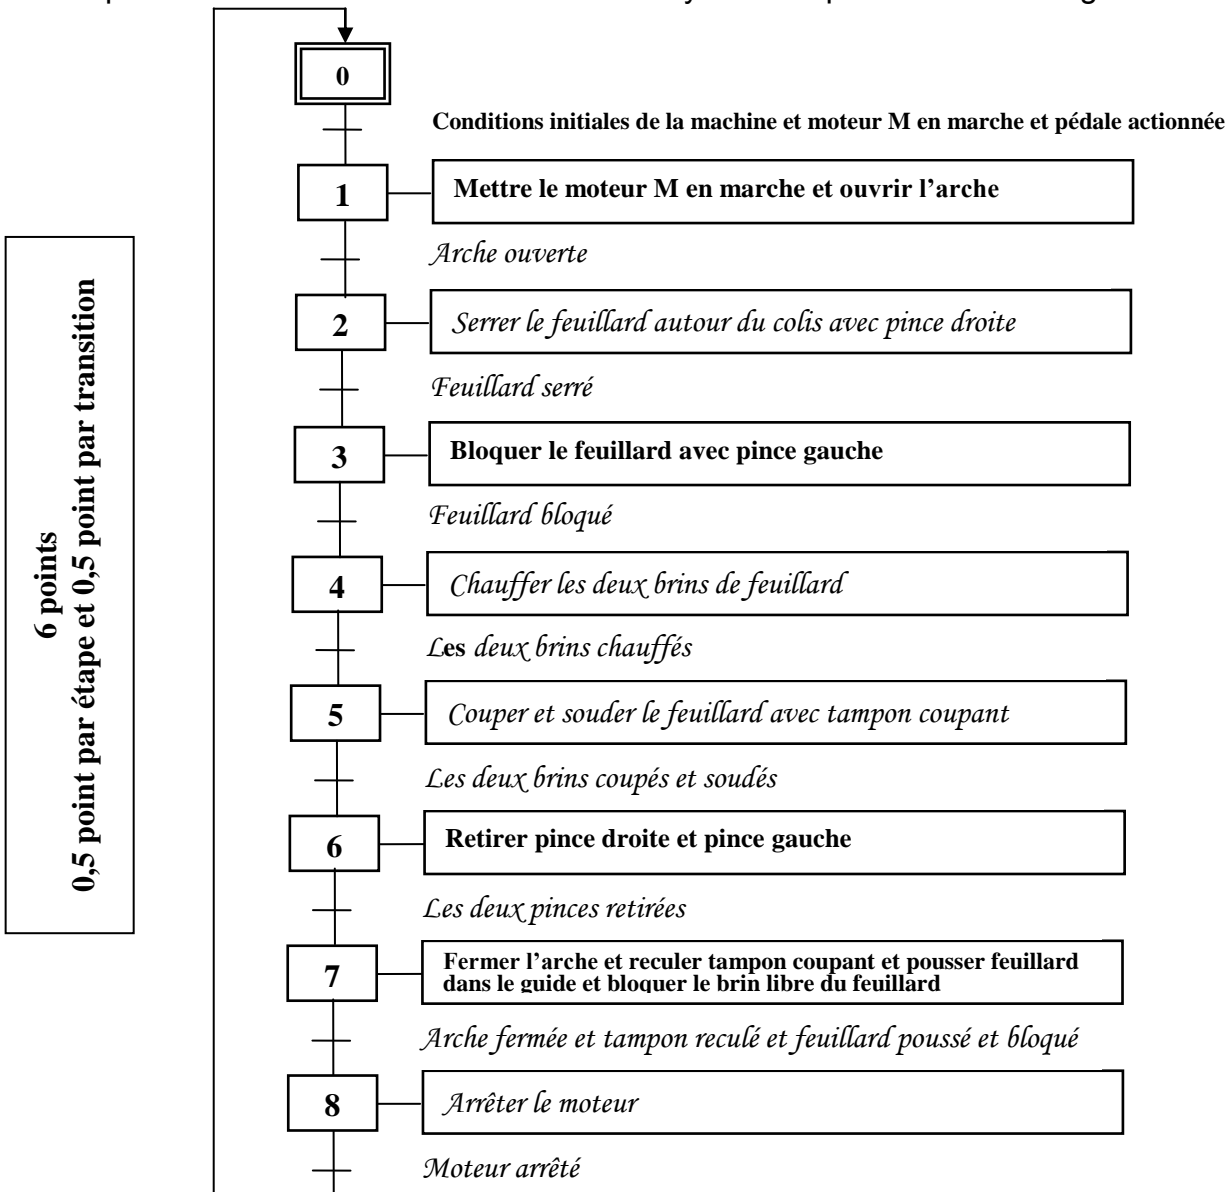 0
Conditions initiales de la machine et moteur M en marche et pédale actionnée
1
Mettre le moteur M en marche et ouvrir l’arche
Arche ouverte
2
Serrer le feuillard autour du colis avec pince droite
Feuillard serré
3
Bloquer le feuillard avec pince gauche
Feuillard bloqué
4
Chauffer les deux brins de feuillard
Les deux brins chauffés
5
Couper et souder le feuillard avec tampon coupant
Les deux brins coupés et soudés
6
Retirer pince droite et pince gauche
Les deux pinces retirées
7
Fermer l’arche et reculer tampon coupant et pousser feuillard
dans le guide et bloquer le brin libre du feuillard
Arche fermée et tampon reculé et feuillard poussé et bloqué
8
Arrêter le moteur
Moteur arrêté
6 points
0,5 point par étape et 0,5 point par transition